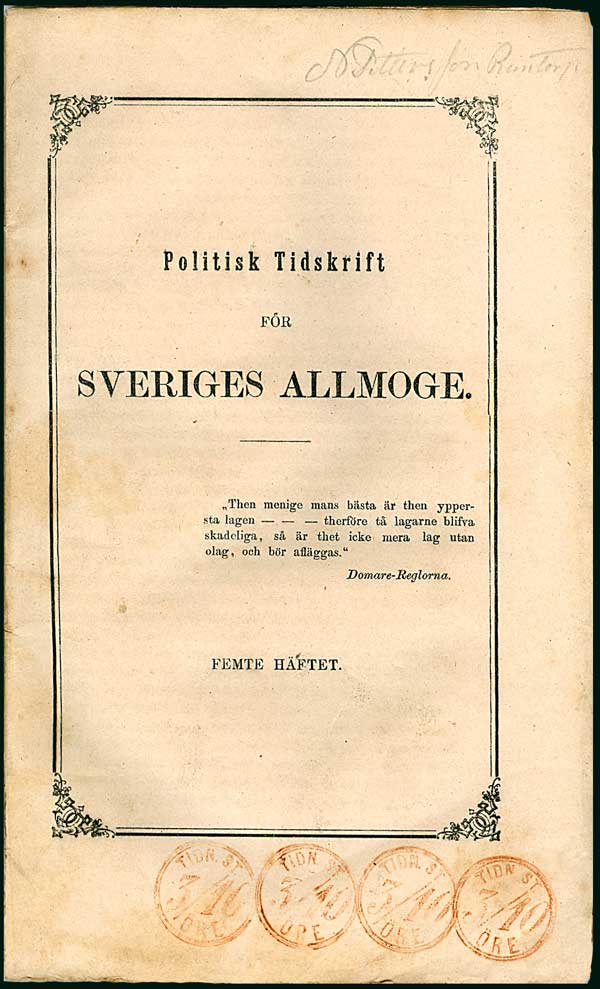 Politisk Tidskrift
FÖR
SVERIGES ALLMOGE.
„Then menige mans bästa är then ypper-
sta lagen — — — therföre tå lagarne blifva
skadeliga, så är thet icke mera lag utan
olag, och bör afläggas.“
Domare-Reglorna.
FEMTE HÄFTET.
TIDN. ST.
3/10
ÖRE
TIDN. ST.
3/10
ÖRE
TIDN. ST.
3/10
ÖRE
TIDN. ST.
3/10
ÖRE